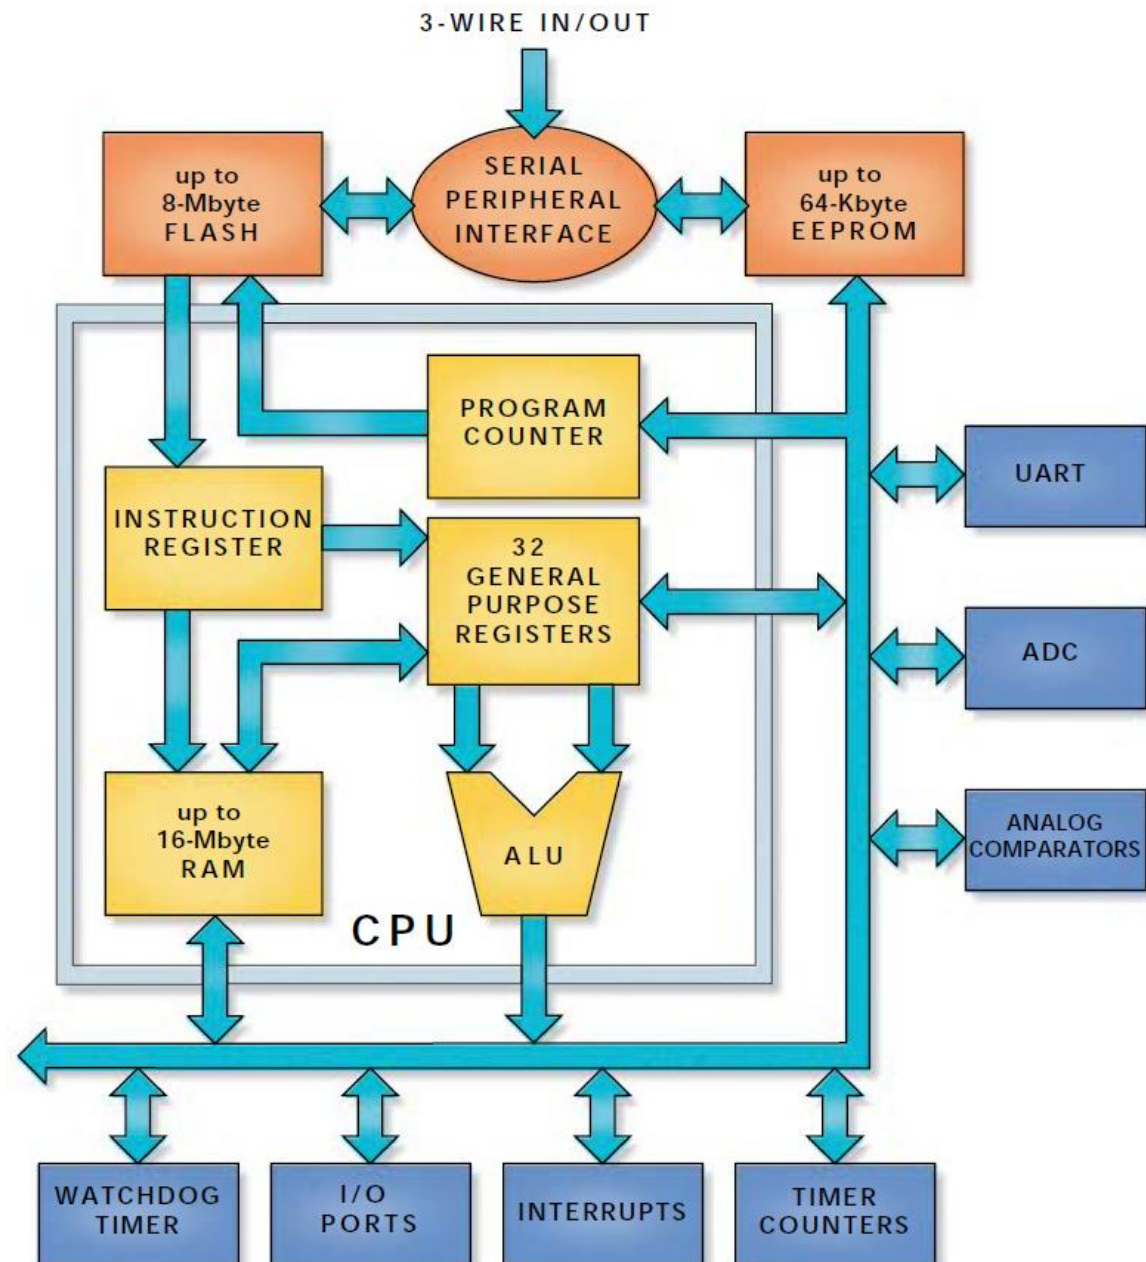 3-WIRE IN/OUT
up to
8-Mbyte
FLASH
SERIAL
PERIPHERAL
INTERFACE
up to
64-Kbyte
EEPROM
PROGRAM
COUNTER
UART
INSTRUCTION
REGISTER
32
GENERAL
PURPOSE
REGISTERS
ADC
up to
16-Mbyte
RAM
ALU
ANALOG
COMPARATORS
CPU
WATCHDOG
TIMER
I/O
PORTS
INTERRUPTS
TIMER
COUNTERS